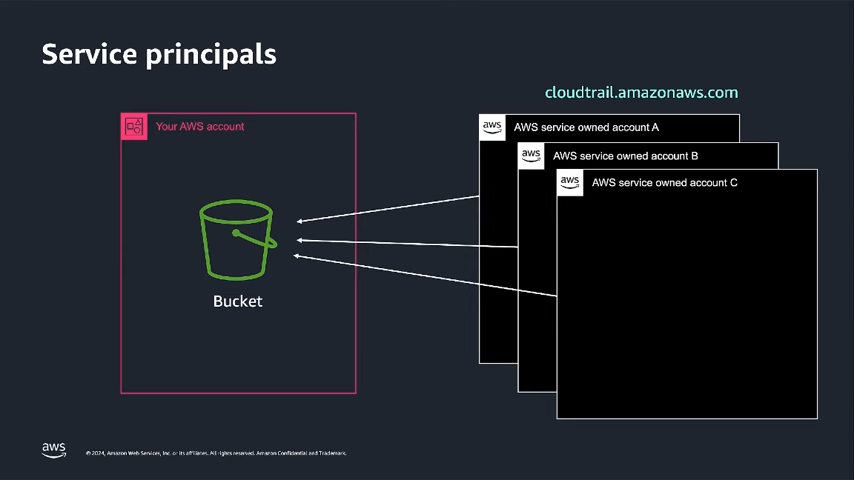 Service principals
cloudtrail.amazonaws.com
Your AWS account
aws
AWS service owned account A
aws
AWS service owned account B
aws
AWS service owned account C
Bucket
aws
© 2024, Amazon Web Services, Inc. or its affiliates. All rights reserved. Amazon Confidential and Trademark.